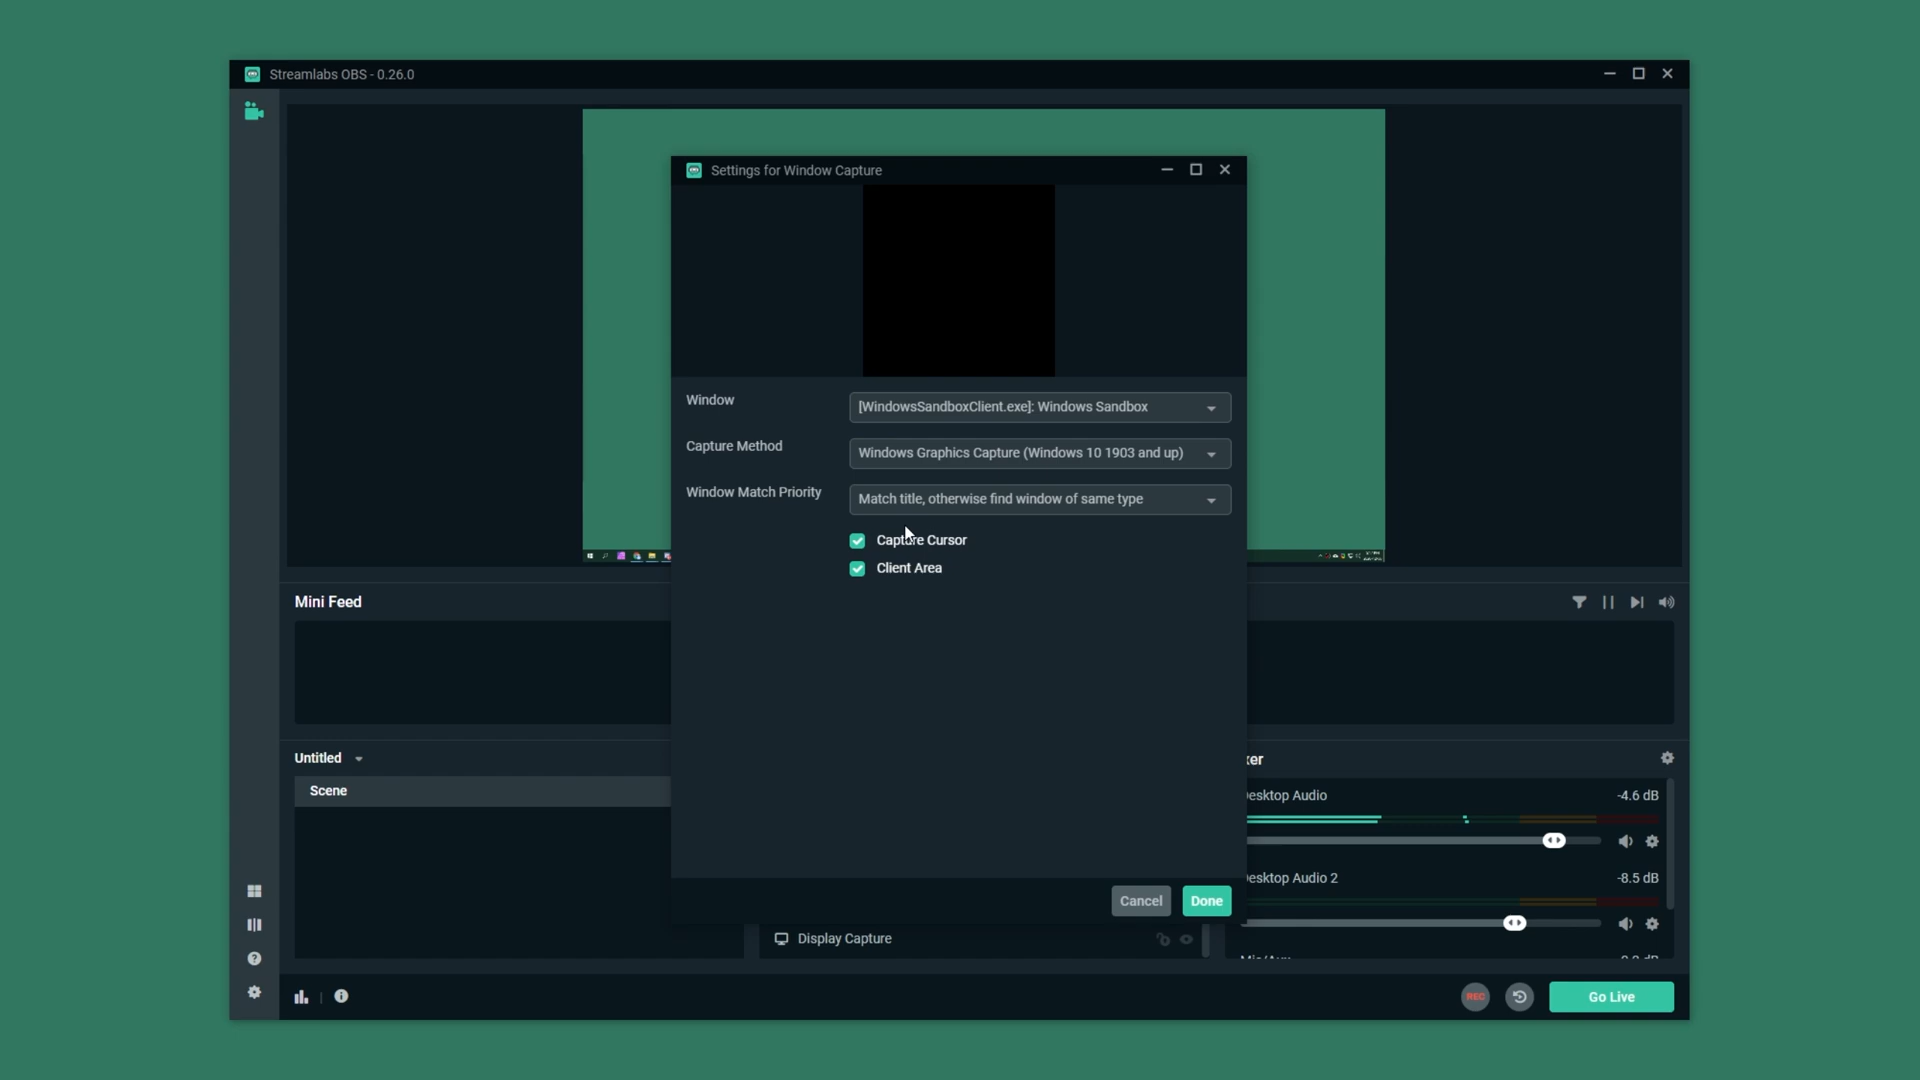 Streamlabs OBS - 0.26.0
Settings for Window Capture
Window
[WindowsSandboxClient.exe]: Windows Sandbox
Capture Method
Windows Graphics Capture (Windows 10 1903 and up)
Window Match Priority
Match title, otherwise find window of same type
Capture Cursor
Client Area
Mini Feed
Untitled
xer
Scene
esktop Audio
-4.6 dB
esktop Audio 2
-8.5 dB
Cancel
Done
Display Capture
REC
Go Live